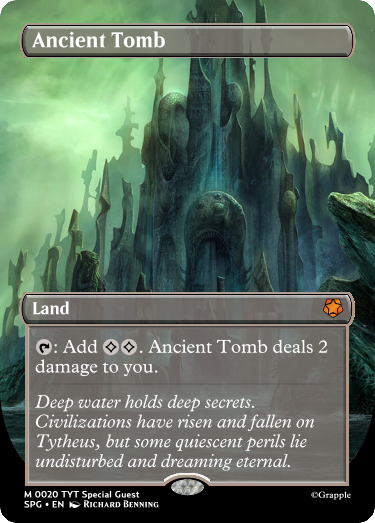 Ancient Tomb
Land
: Add . Ancient Tomb deals 2
damage to you.
Deep water holds deep secrets.
Civilizations have risen and fallen on
Tytheus, but some quiescent perils lie
undisturbed and dreaming eternal.
M 0020 TYT Special Guest
SPG • EN Richard Benning
©Grapple